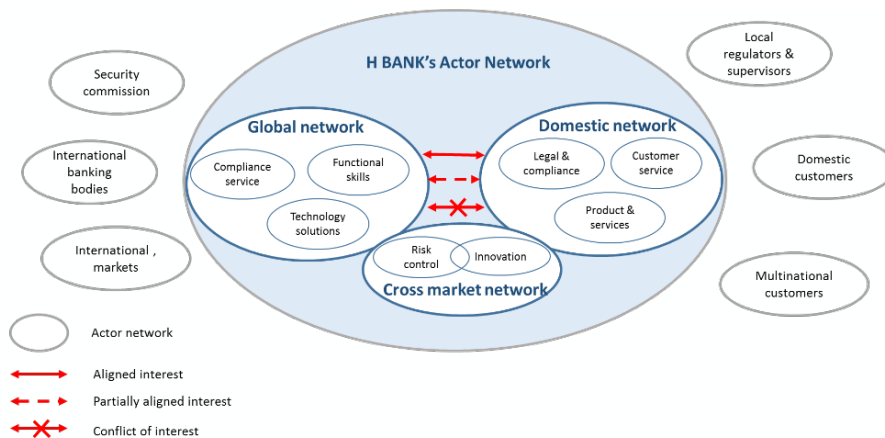 H BANK's Actor Network
Security
commission
International
banking
bodies
International ,
markets
Global network
Compliance
service
Functional
skills
Technology
solutions
Domestic network
Legal &
compliance
Customer
service
Product &
services
Risk
control
Innovation
Cross market network
Local
regulators &
supervisors
Domestic
customers
Multinational
customers
Actor network
Aligned interest
Partially aligned interest
Conflict of interest